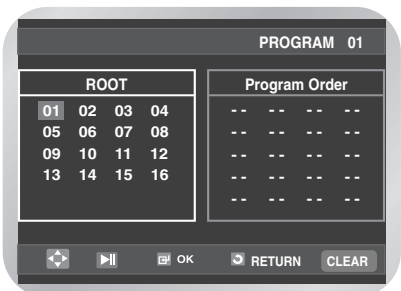 PROGRAM 01
ROOT
01 02 03 04
05 06 07 08
09 10 11 12
13 14 15 16
Program Order
-- -- -- --
-- -- -- --
-- -- -- --
-- -- -- --
-- -- -- --
OK RETURN CLEAR